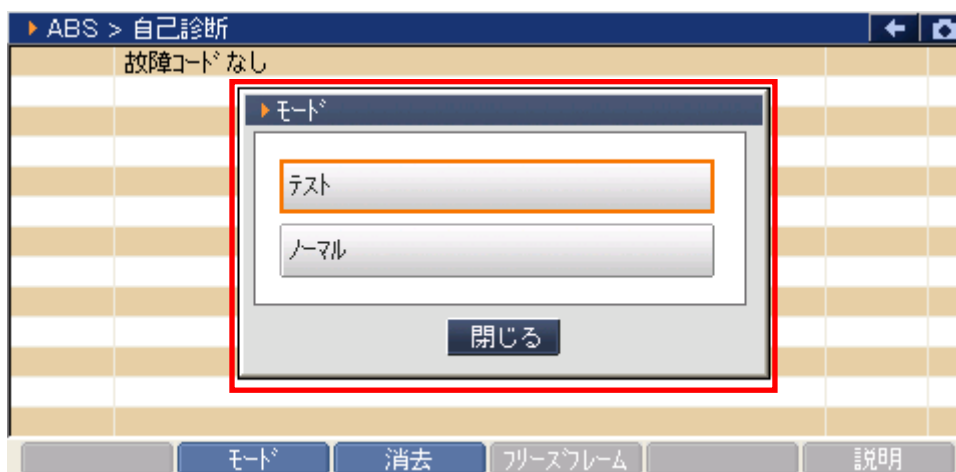 ABS > 自己診断
故障ｺｰﾄﾞなし
ﾓｰﾄﾞ
ﾃｽﾄ
ﾉｰﾏﾙ
閉じる
ﾓｰﾄﾞ 消去 ﾌﾘｰｽﾞﾌﾚｰﾑ 説明